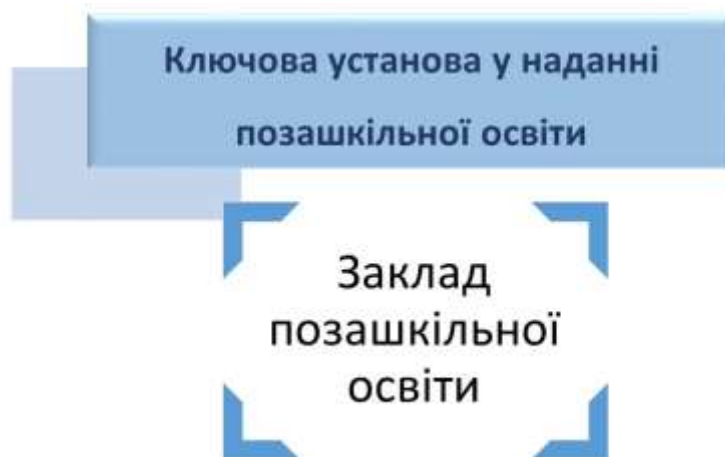 Ключова установа у наданні
позашкільної освіти
Заклад
позашкільної
освіти